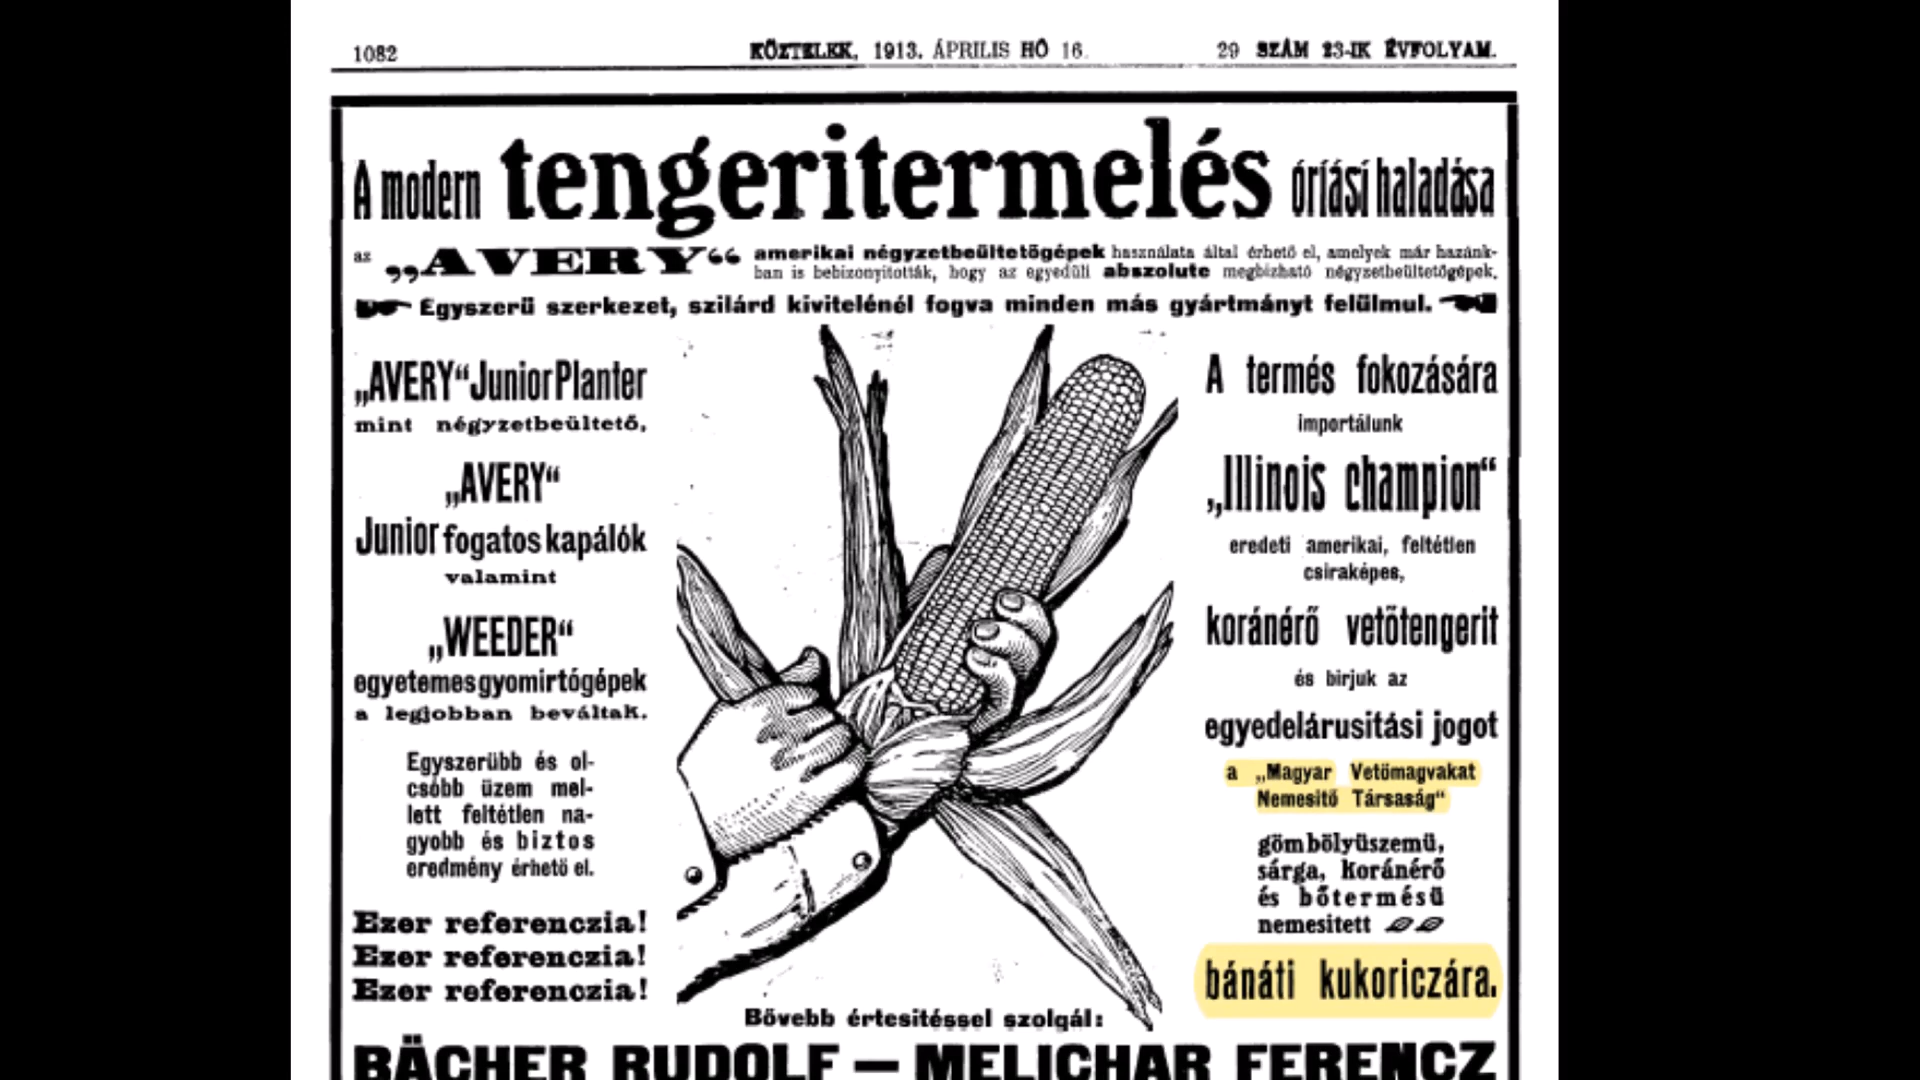 1082 KÖZTELEK, 1913. ÁPRILIS HÓ 16. 29 SZÁM 23-IK ÉVFOLYAM.
A modern tengeritermelés óriási haladása
az „AVERY“ amerikai négyzetbeültetőgépek használata által érhető el, amelyek már hazánk-
ban is bebizonyitották, hogy az egyedüli abszolute megbizható négyzetbeültetőgépek.
Egyszerü szerkezet, szilárd kivitelénél fogva minden más gyártmányt felülmul.
„AVERY“ Junior Planter
mint négyzetbeültető,
„AVERY“
Junior fogatos kapálók
valamint
„WEEDER“
egyetemes gyomirtógépek
a legjobban beváltak.
Egyszerübb és ol-
csóbb üzem mel-
lett feltétlen na-
gyobb és biztos
eredmény érhető el.
Ezer referenczia!
Ezer referenczia!
Ezer referenczia!
A termés fokozására
importálunk
„Illinois champion“
eredeti amerikai, feltétlen
csiraképes,
koránérő vetőtengerit
és birjuk az
egyedelárusitási jogot
a „Magyar Vetőmagvakat
Nemesitő Társaság“
gömbölyüszemü,
sárga, koránérő
és bőtermésü
nemesitett
bánáti kukoriczára.
Bővebb értesitéssel szolgál:
BÄCHER RUDOLF — MELICHAR FERENCZ